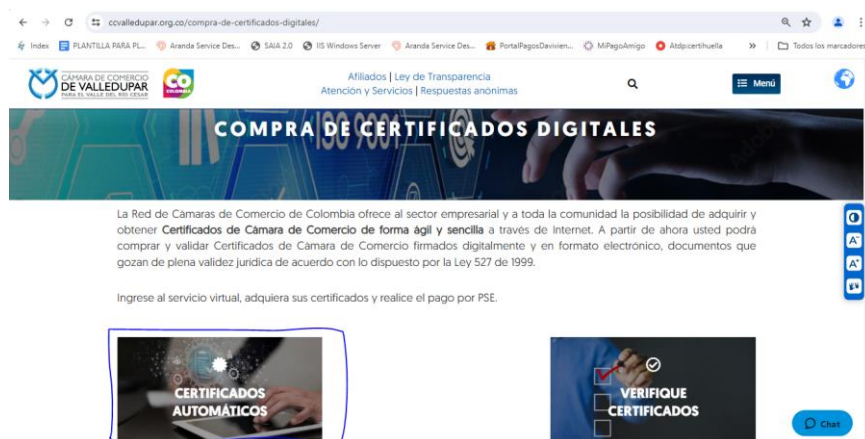 ccvalledupar.org.co/compra-de-certificados-digitales/
Index PLANTILLA PARA PL... Aranda Service Des... SAIA 2.0 IIS Windows Server Aranda Service Des... PortalPagosDavivien... MiPagoAmigo Atdp:certihuella » Todos los marcadores
CÁMARA DE COMERCIO
DE VALLEDUPAR
PARA EL VALLE DEL RÍO CESAR
CO
COLOMBIA
Afiliados | Ley de Transparencia
Atención y Servicios | Respuestas anónimas
Menú
COMPRA DE CERTIFICADOS DIGITALES
ISO 9001
La Red de Cámaras de Comercio de Colombia ofrece al sector empresarial y a toda la comunidad la posibilidad de adquirir y
obtener Certificados de Cámara de Comercio de forma ágil y sencilla a través de Internet. A partir de ahora usted podrá
comprar y validar Certificados de Cámara de Comercio firmados digitalmente y en formato electrónico, documentos que
gozan de plena validez jurídica de acuerdo con lo dispuesto por la Ley 527 de 1999.
A-
A+
Ingrese al servicio virtual, adquiera sus certificados y realice el pago por PSE.
CERTIFICADOS
AUTOMÁTICOS
VERIFIQUE
CERTIFICADOS
Chat